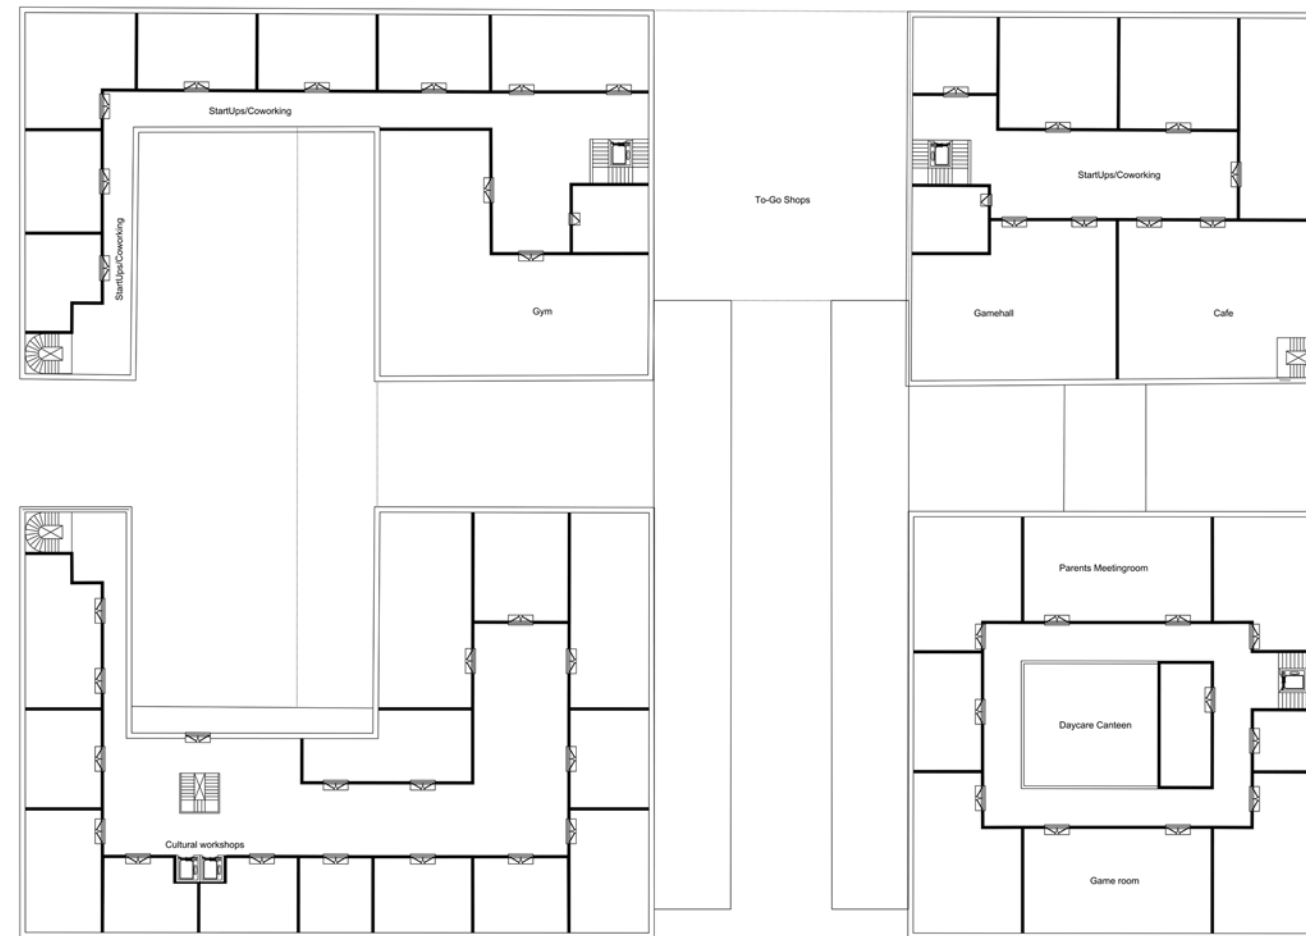 StartUps/Coworking
StartUps/Coworking
Gym
To-Go Shops
StartUps/Coworking
Gamehall
Cafe
Cultural workshops
Parents Meetingroom
Daycare Canteen
Game room